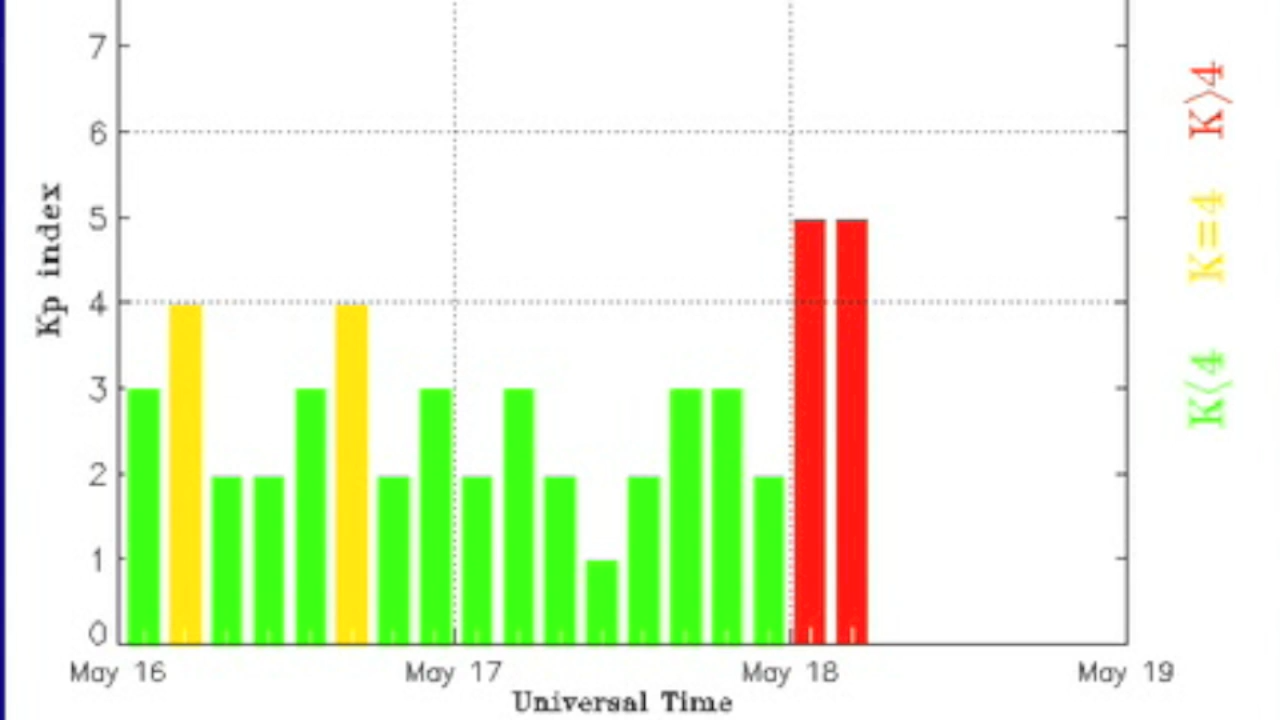 7
6
5
4
3
2
1
0
Kp index
May 16
May 17
May 18
May 19
Universal Time
K>4
K=4
K<4